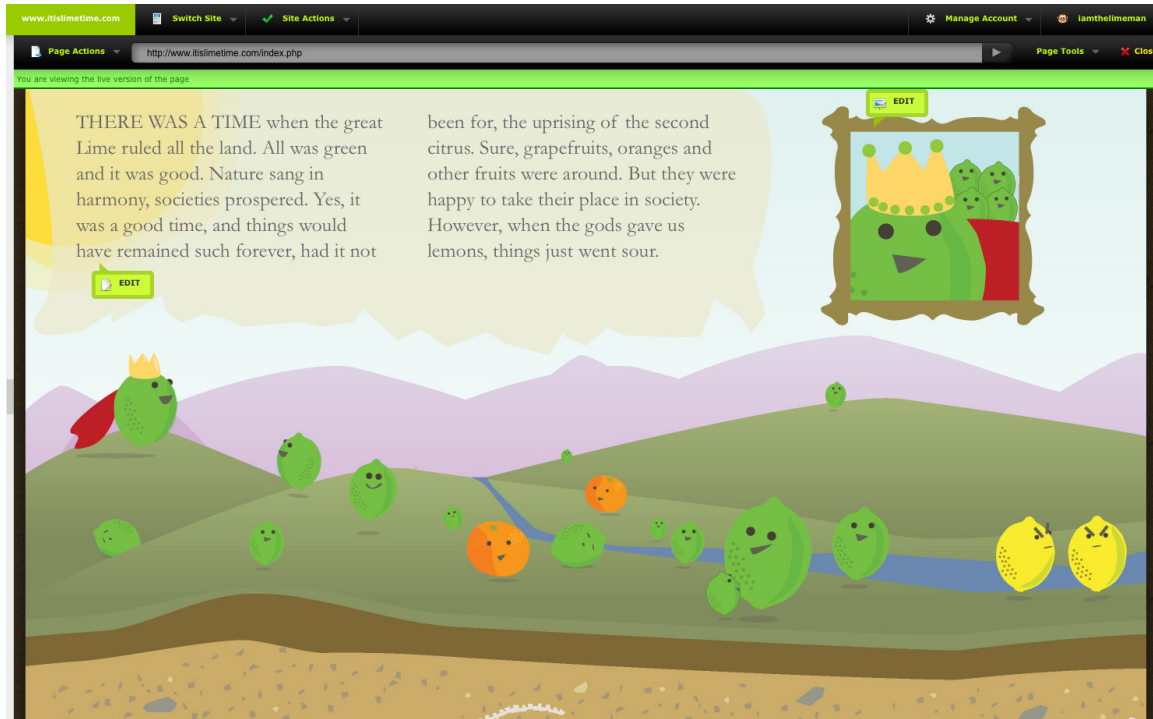 www.itislimetime.com
Switch Site
Site Actions
Manage Account
iamthelimeman
Page Actions
http://www.itislimetime.com/index.php
Page Tools
Clos
You are viewing the live version of the page
THERE WAS A TIME when the great
Lime ruled all the land. All was green
and it was good. Nature sang in
harmony, societies prospered. Yes, it
was a good time, and things would
have remained such forever, had it not
EDIT
been for, the uprising of the second
citrus. Sure, grapefruits, oranges and
other fruits were around. But they were
happy to take their place in society.
However, when the gods gave us
lemons, things just went sour.
EDIT